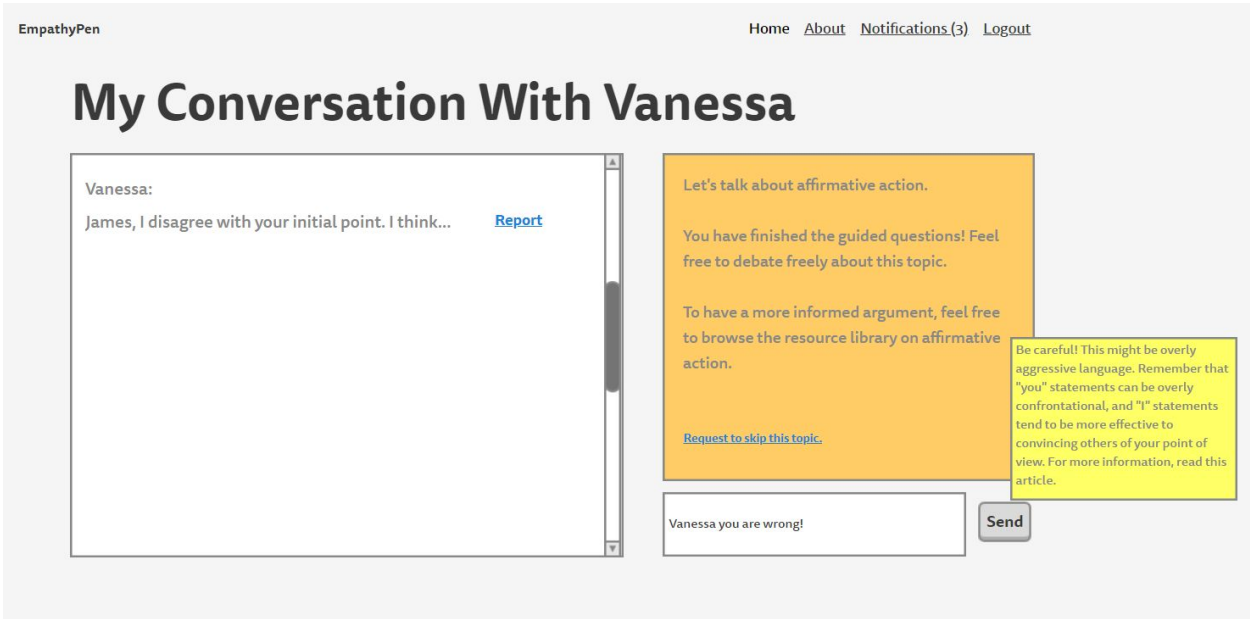 EmpathyPen
Home About Notifications (3) Logout
My Conversation With Vanessa
Vanessa:
James, I disagree with your initial point. I think...
Report
Let's talk about affirmative action.
You have finished the guided questions! Feel
free to debate freely about this topic.
To have a more informed argument, feel free
to browse the resource library on affirmative
action.
Request to skip this topic.
Be careful! This might be overly
aggressive language. Remember that
"you" statements can be overly
confrontational, and "I" statements
tend to be more effective to
convincing others of your point of
view. For more information, read this
article.
Vanessa you are wrong!
Send